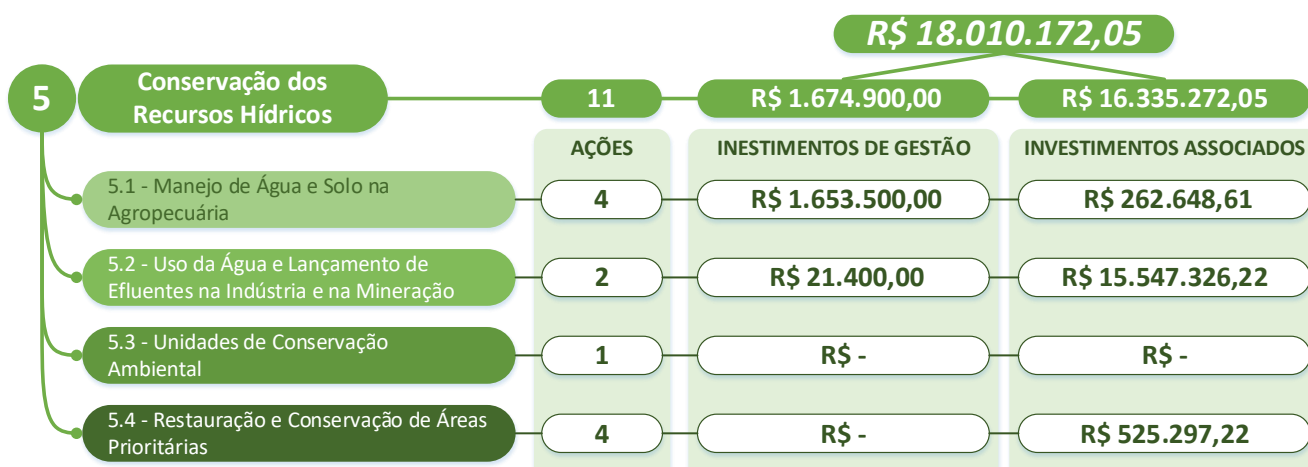 R$ 18.010.172,05
5
Conservação dos
Recursos Hídricos
11
R$ 1.674.900,00
R$ 16.335.272,05
AÇÕES
INESTIMENTOS DE GESTÃO
INVESTIMENTOS ASSOCIADOS
5.1 - Manejo de Água e Solo na
Agropecuária
4
R$ 1.653.500,00
R$ 262.648,61
5.2 - Uso da Água e Lançamento de
Efluentes na Indústria e na Mineração
2
R$ 21.400,00
R$ 15.547.326,22
5.3 - Unidades de Conservação
Ambiental
1
R$ -
R$ -
5.4 - Restauração e Conservação de Áreas
Prioritárias
4
R$ -
R$ 525.297,22